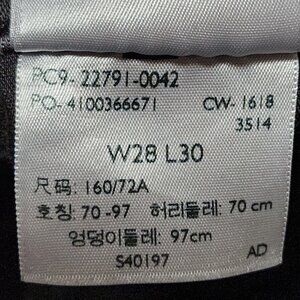 PC9- 22791-0042
PO- 4100366671 CW- 1618
3514
W28 L30
尺码: 160/72A
호칭: 70 -97 허리둘레: 70 cm
엉덩이둘레: 97cm
S40197 AD